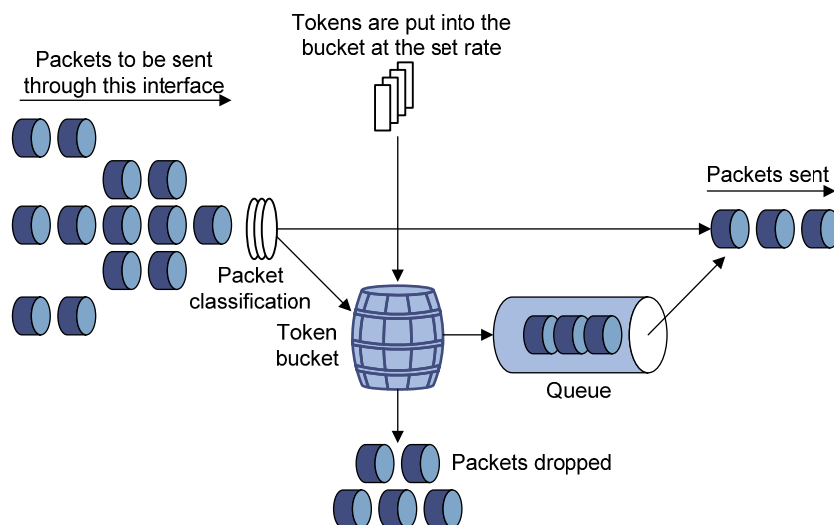 Tokens are put into the
bucket at the set rate
Packets to be sent
through this interface
Packets sent
Packet
classification
Token
bucket
Queue
Packets dropped